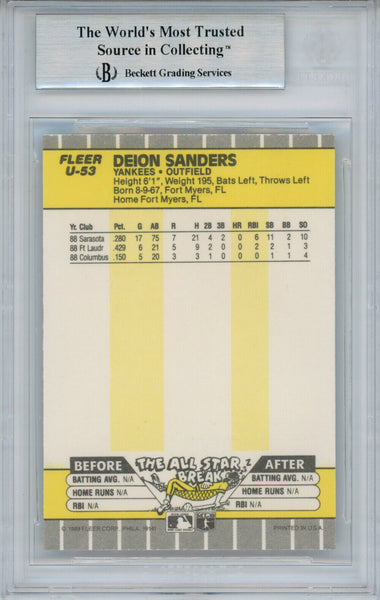 The World's Most Trusted
Source in Collecting™
B Beckett Grading Services
FLEER
U-53
DEION SANDERS
YANKEES • OUTFIELD
Height 6'1", Weight 195, Bats Left, Throws Left
Born 8-9-67, Fort Myers, FL
Home Fort Myers, FL
Yr. Club Pct. G AB R H 2B 3B HR RBI SB BB SO
88 Sarasota .280 17 75 7 21 4 2 0 6 11 2 10
88 Ft Laudr .429 6 21 5 9 2 0 0 2 2 1 3
88 Columbus .150 5 20 3 3 1 0 0 0 1 1 4
BEFORE THE ALL STAR BREAK AFTER
BATTING AVG. N/A BATTING AVG. N/A
HOME RUNS N/A HOME RUNS N/A
RBI N/A RBI N/A
© 1989 FLEER CORP., PHILA. 19141 PRINTED IN U.S.A.